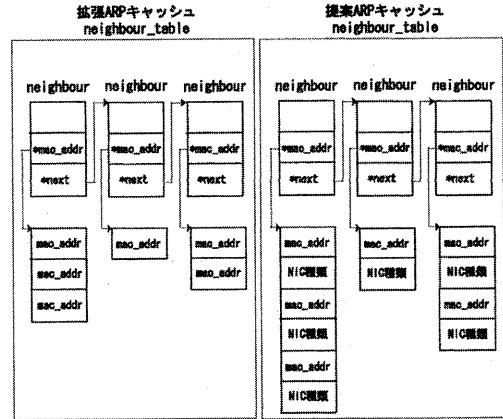 拡張ARPキャッシュ
neighbour_table
neighbour neighbour neighbour
*mac_addr *mac_addr *mac_addr
*next *next *next
mac_addr mac_addr mac_addr
mac_addr mac_addr
mac_addr
提案ARPキャッシュ
neighbour_table
neighbour neighbour neighbour
*mac_addr *mac_addr *mac_addr
*next *next *next
mac_addr mac_addr mac_addr
NIC種類 NIC種類 NIC種類
mac_addr mac_addr
NIC種類 NIC種類
mac_addr
NIC種類